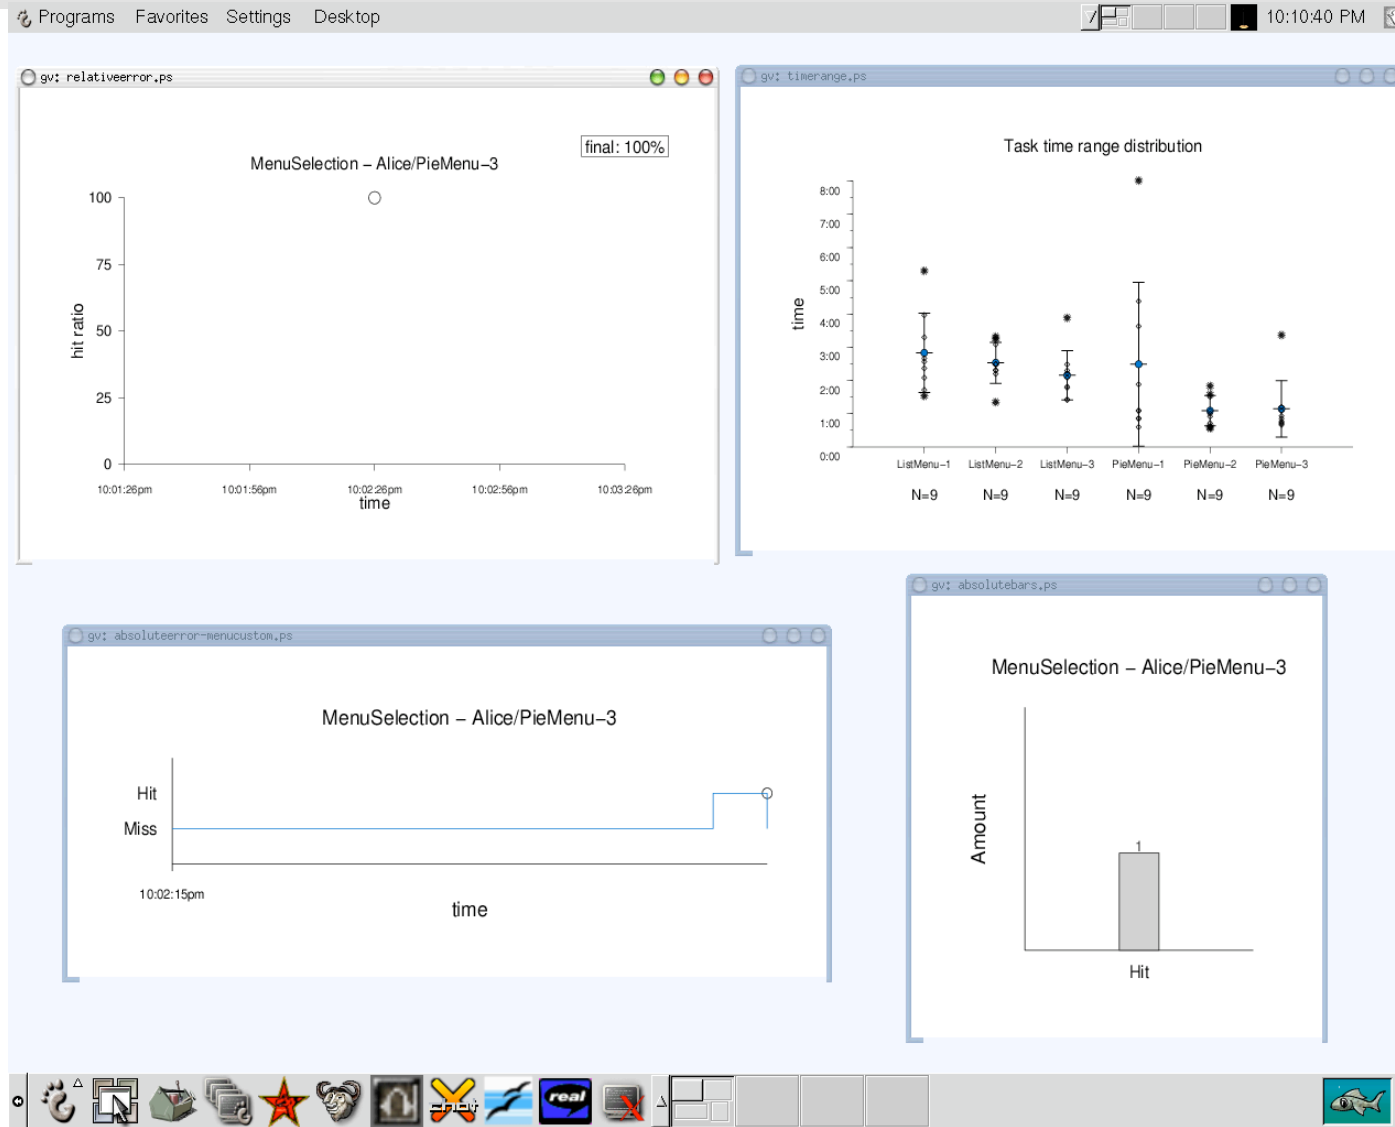 Programs Favorites Settings Desktop 10:10:40 PM
gv: relativeerror.ps
final: 100%
MenuSelection – Alice/PieMenu–3
100
75
50
25
0
hit ratio
10:01:26pm 10:01:56pm 10:02:26pm 10:02:56pm 10:03:26pm
time
gv: timerange.ps
Task time range distribution
8:00
7:00
6:00
5:00
4:00
3:00
2:00
1:00
0:00
time
ListMenu–1 ListMenu–2 ListMenu–3 PieMenu–1 PieMenu–2 PieMenu–3
N=9 N=9 N=9 N=9 N=9 N=9
gv: absoluteerror-menucustom.ps
MenuSelection – Alice/PieMenu–3
Hit
Miss
10:02:15pm
time
gv: absolutebars.ps
MenuSelection – Alice/PieMenu–3
Amount
1
Hit
real